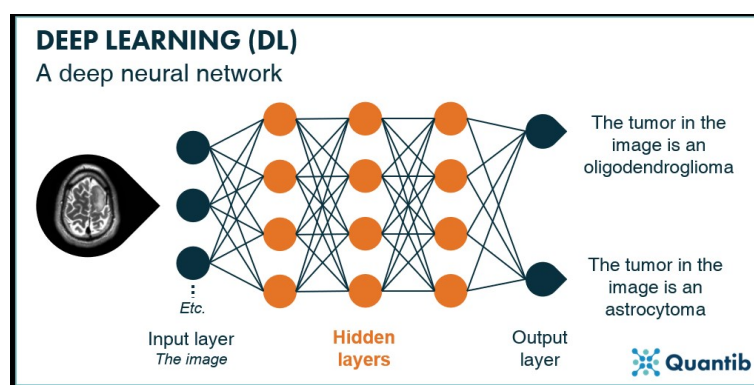 DEEP LEARNING (DL)
A deep neural network
The tumor in the
image is an
oligodendroglioma
The tumor in the
image is an
astrocytoma
Etc.
Input layer
The image
Hidden
layers
Output
layer
Quantib